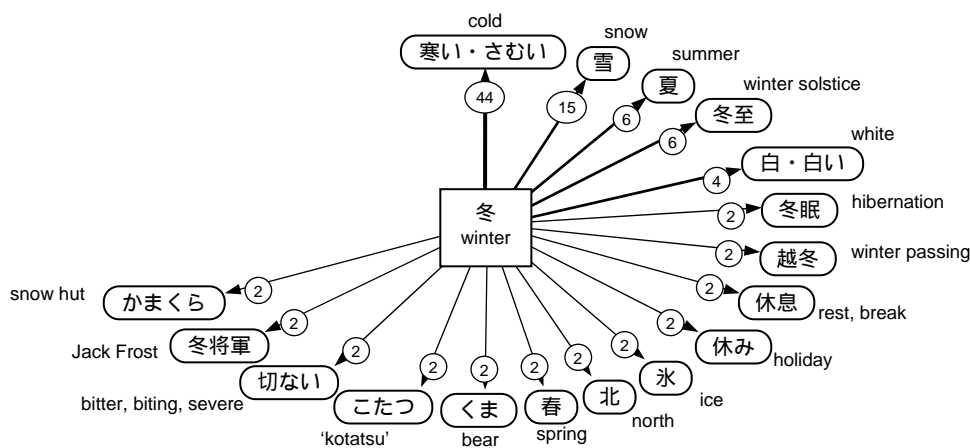 cold
寒い・さむい
44
snow
雪
15
summer
夏
6
winter solstice
冬至
6
white
白・白い
4
hibernation
冬眠
2
winter passing
越冬
2
rest, break
休息
2
holiday
休み
2
ice
氷
2
north
北
2
spring
春
2
bear
くま
2
'kotatsu'
こたつ
2
bitter, biting, severe
切ない
2
Jack Frost
冬将軍
2
snow hut
かまくら
2
冬
winter